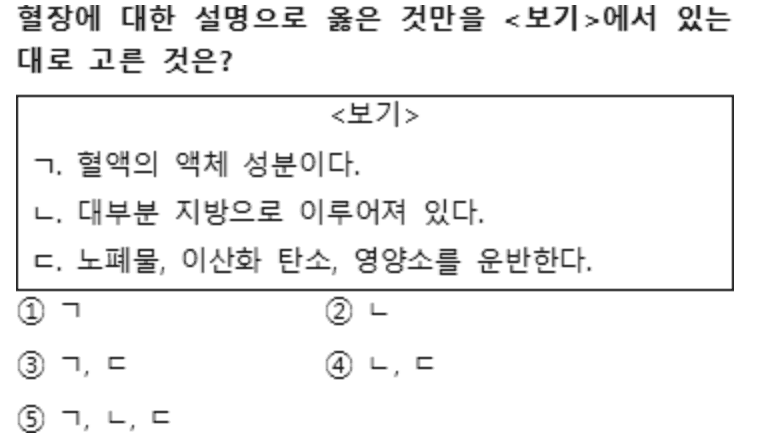 혈장에 대한 설명으로 옳은 것만을 <보기>에서 있는
대로 고른 것은?
<보기>
ㄱ. 혈액의 액체 성분이다.
ㄴ. 대부분 지방으로 이루어져 있다.
ㄷ. 노폐물, 이산화 탄소, 영양소를 운반한다.
① ㄱ ② ㄴ
③ ㄱ, ㄷ ④ ㄴ, ㄷ
⑤ ㄱ, ㄴ, ㄷ